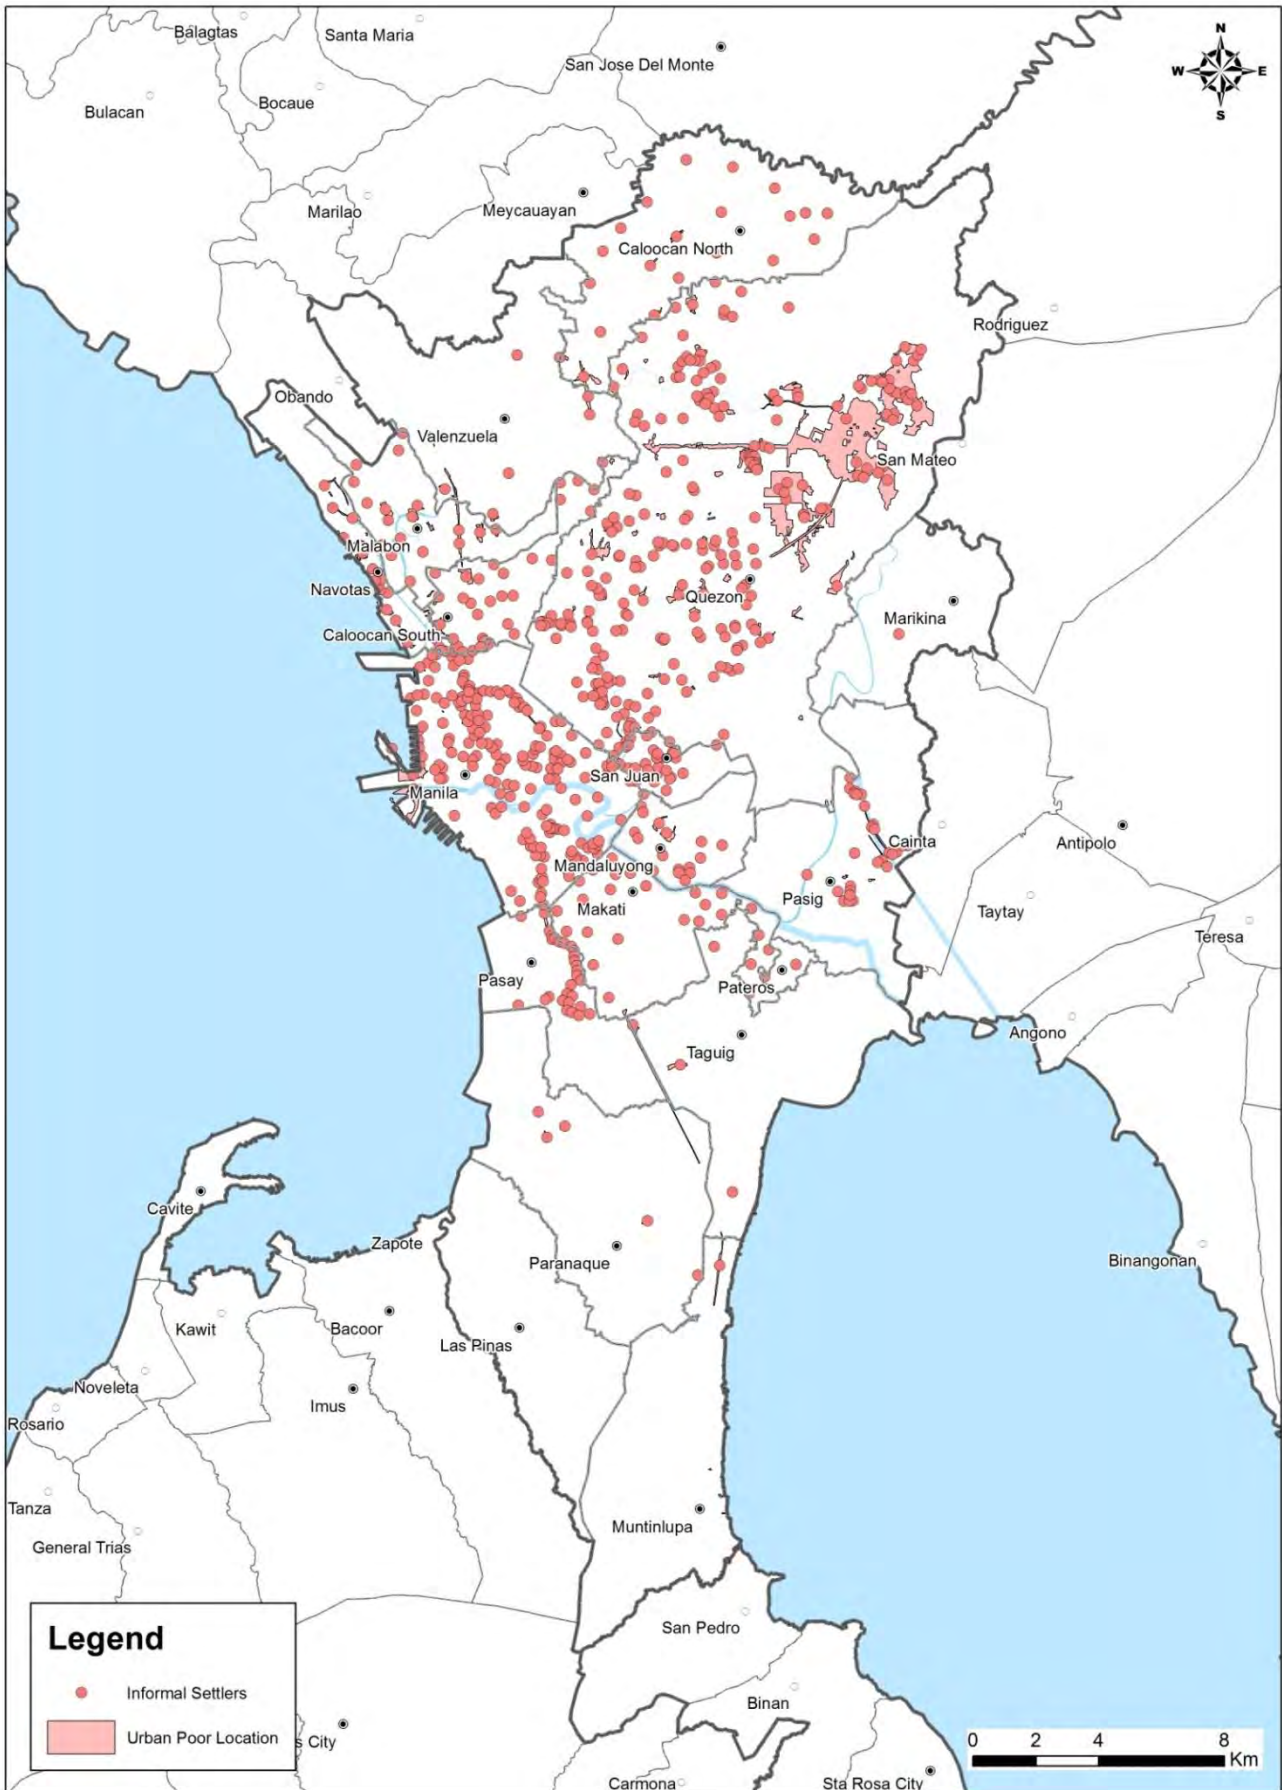 Balagtas
Santa Maria
San Jose Del Monte
N
W
E
S
Bulacan
Bocaue
Marilao
Meycauayan
Caloocan North
Rodriguez
Obando
Valenzuela
San Mateo
Malabon
Navotas
Quezon
Marikina
Caloocan South
San Juan
Manila
Cainta
Antipolo
Mandaluyong
Pasig
Makati
Taytay
Teresa
Pasay
Pateros
Angono
Taguig
Cavite
Zapote
Paranaque
Binangonan
Kawit
Bacoor
Las Pinas
Noveleta
Imus
Rosario
Tanza
Muntinlupa
General Trias
San Pedro
Legend
Informal Settlers
Urban Poor Location
s City
Binan
0 2 4 8
Km
Carmona
Sta Rosa City